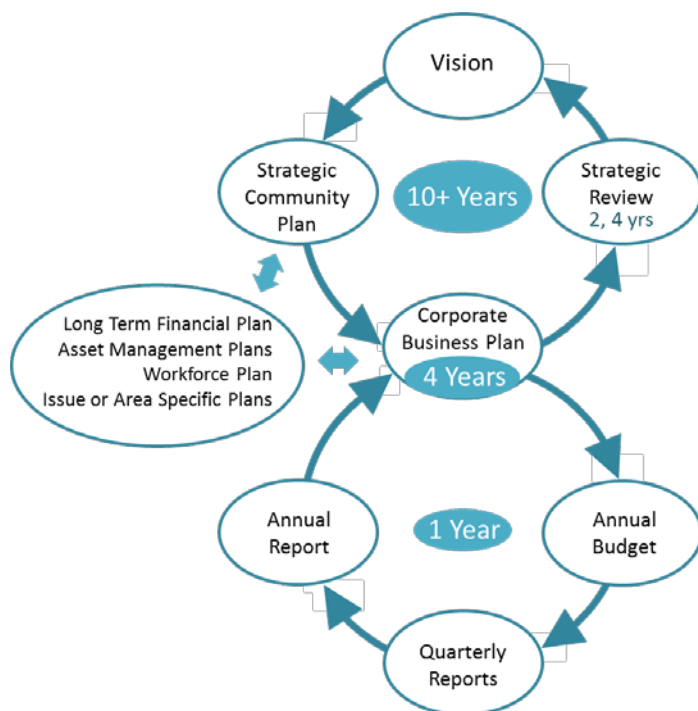 Vision
Strategic
Community
Plan
10+ Years
Strategic
Review
2, 4 yrs
Long Term Financial Plan
Asset Management Plans
Workforce Plan
Issue or Area Specific Plans
Corporate
Business Plan
4 Years
Annual
Report
1 Year
Annual
Budget
Quarterly
Reports